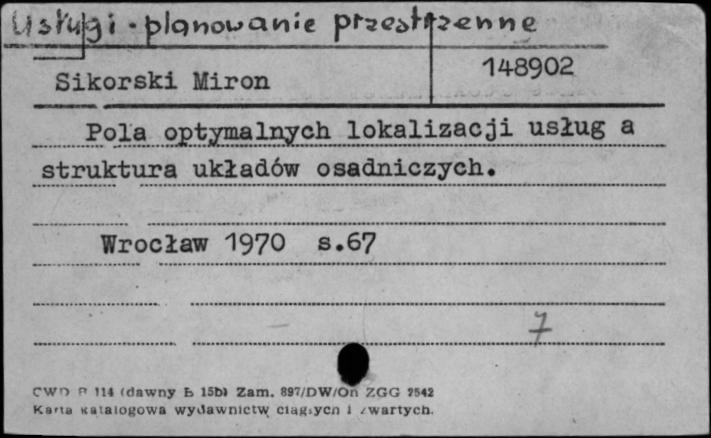 Usługi - planowanie przestrzenne
148902
Sikorski Miron
Pola optymalnych lokalizacji usług a
struktura układów osadniczych.
Wrocław 1970 s.67
7
CWD P 114 (dawny Ł 15b) Zam. 897/DW/On ZGG 2542
Karta katalogowa wydawnictw ciągłych i zwartych.